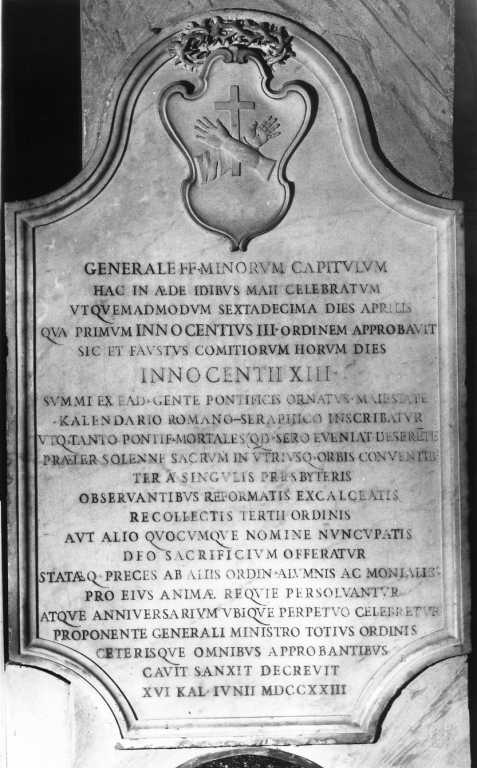 GENERALE FF·MINORVM CAPITVLVM
HAC IN ÆDE IDIBVS MAII CELEBRATVM
VTQVEMADMODVM SEXTADECIMA DIES APRILIS
QVA PRIMVM INNOCENTIVS III·ORDINEM APPROBAVIT
SIC ET FAVSTVS COMITIORVM HORVM DIES
INNOCENTII XIII·
SVMMI EX EAD·GENTE PONTIFICIS ORNATVS·MAIESTATE
·KALENDARIO ROMANO–SERAPHICO INSCRIBATVR
VTQ·TANTO PONTIF·MORTALES·QD·SERO EVENIAT DESERĒTE
PRÆTER SOLENNE SACRVM IN VTRIVSQ·ORBIS CONVENTIB·
TER A SINGVLIS PRESBYTERIS
OBSERVANTIBVS REFORMATIS EXCALCEATIS
RECOLLECTIS TERTII ORDINIS
AVT ALIO QVOCVMQVE NOMINE NVNCVPATIS
DEO SACRIFICIVM OFFERATVR
STATÆQ·PRECES AB ALIIS ORDIN·ALVMNIS AC MONIALIB·
PRO EIVS ANIMÆ REQVIE PERSOLVANTVR
ATQVE ANNIVERSARIVM VBIQVE PERPETVO CELEBRETVR
PROPONENTE GENERALI MINISTRO TOTIVS ORDINIS
CETERISQVE OMNIBVS APPROBANTIBVS
CAVIT SANXIT DECREVIT
XVI KAL·IVNII MDCCXXIII